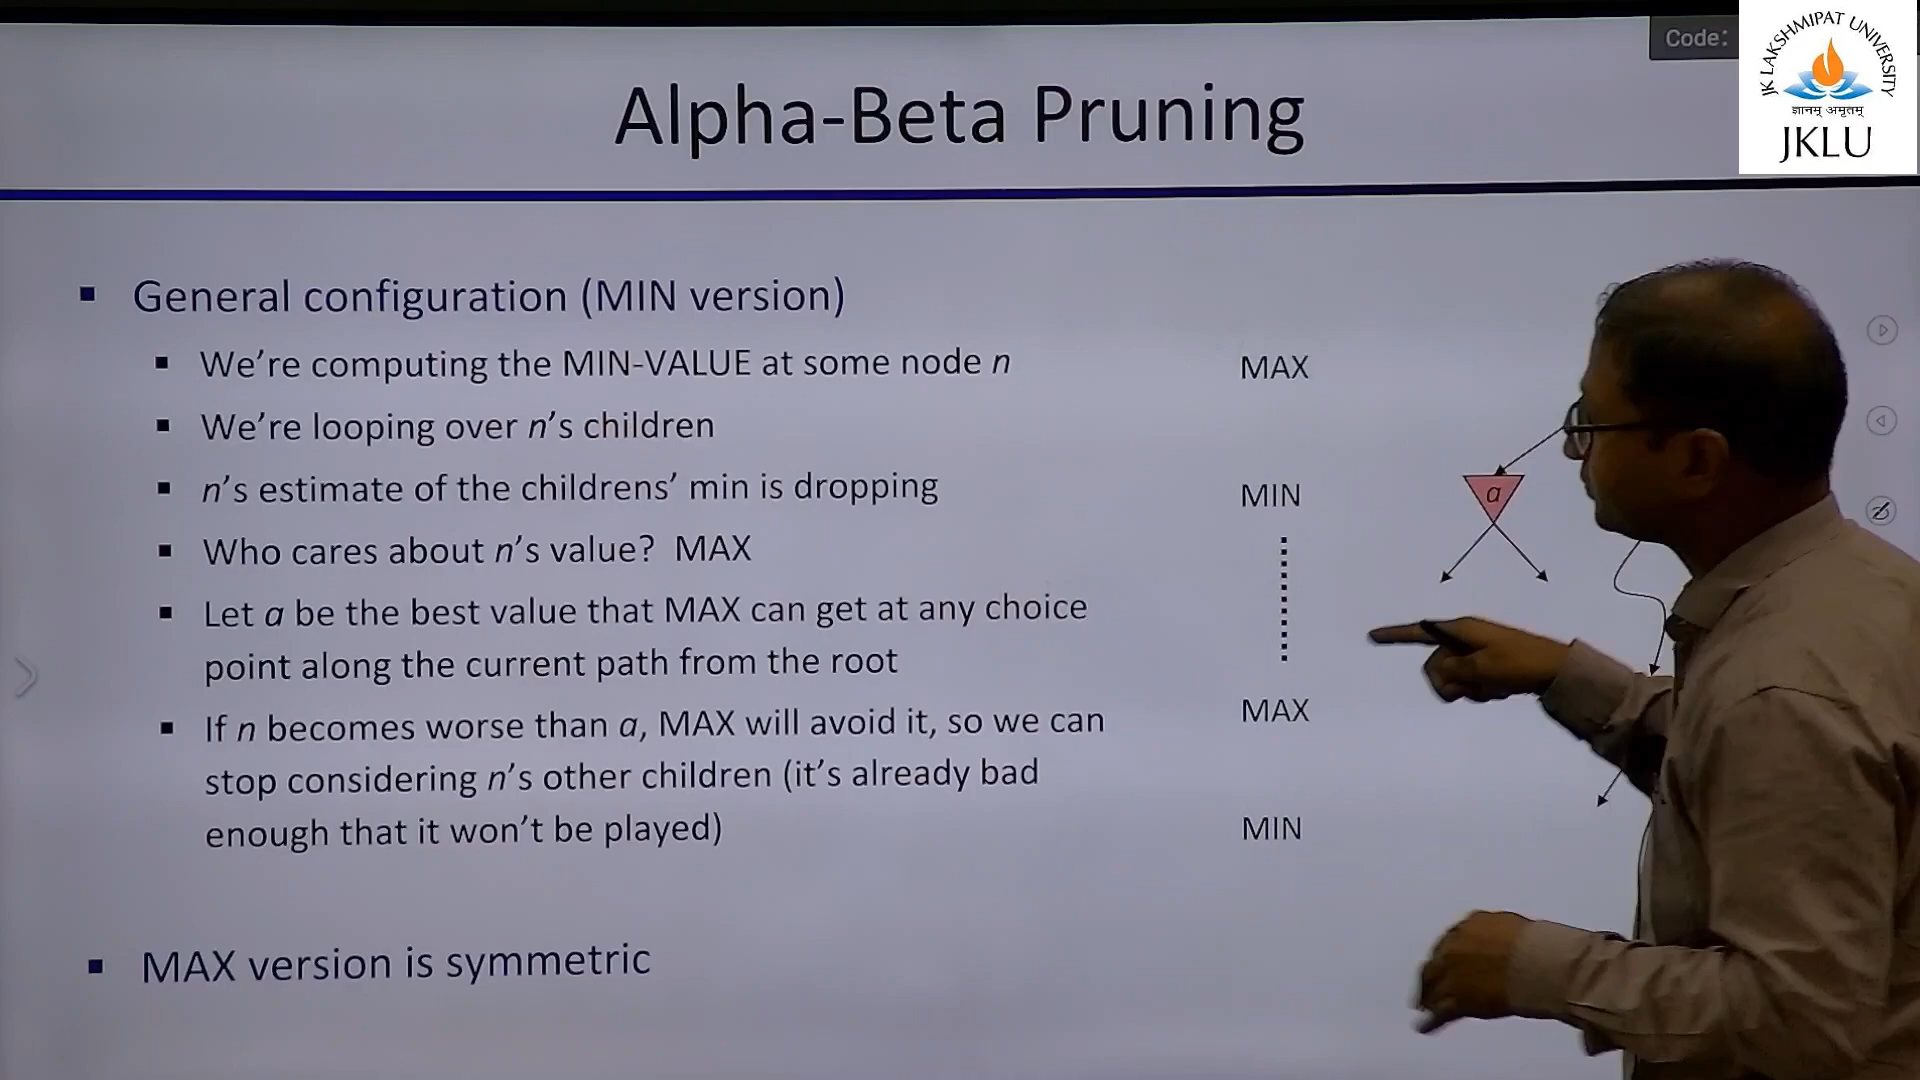 Code:
JK LAKSHMIPAT UNIVERSITY
ज्ञानम् अमृतम्
JKLU
Alpha-Beta Pruning
▪ General configuration (MIN version)
▪ We’re computing the MIN-VALUE at some node n
▪ We’re looping over n’s children
▪ n’s estimate of the childrens’ min is dropping
▪ Who cares about n’s value? MAX
▪ Let a be the best value that MAX can get at any choice
point along the current path from the root
▪ If n becomes worse than a, MAX will avoid it, so we can
stop considering n’s other children (it’s already bad
enough that it won’t be played)
▪ MAX version is symmetric
MAX
MIN
a
MAX
MIN